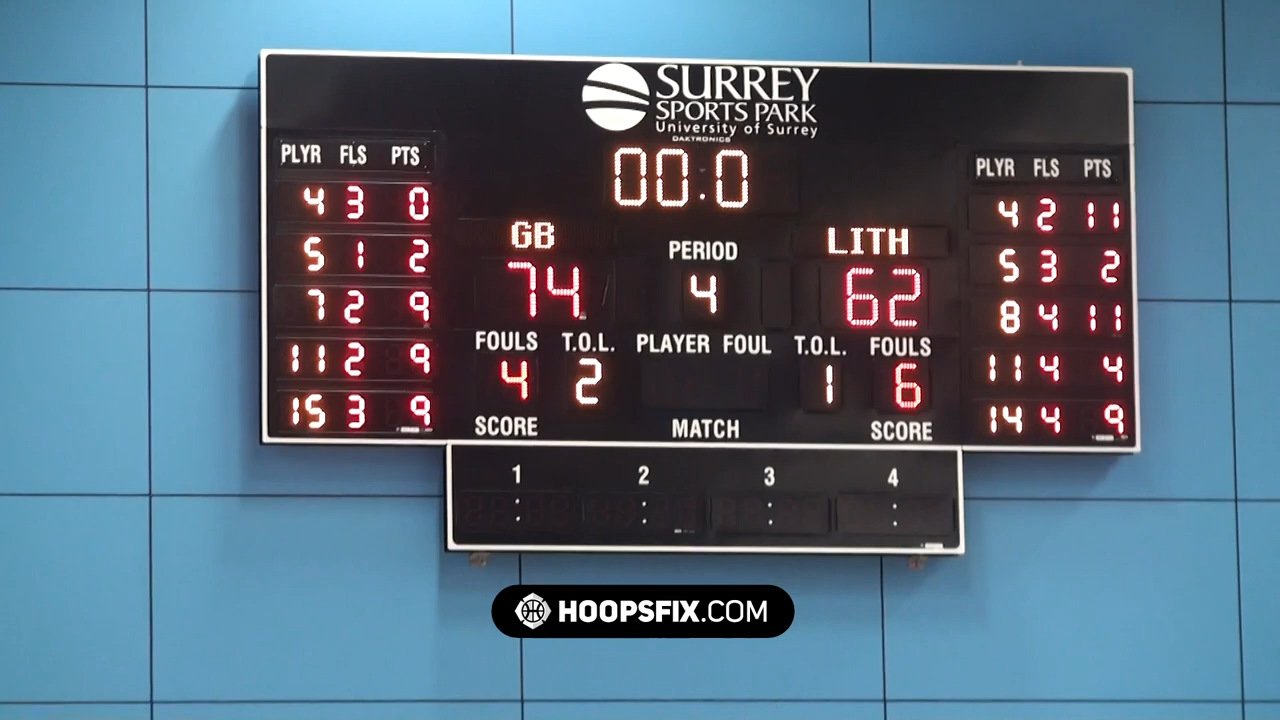 SURREY
SPORTS PARK
University of Surrey
DAKTRONICS
00:0
PLYR FLS PTS
4 3 0
5 1 2
7 2 9
11 2 9
15 3 9
GB
74
PERIOD
4
LITH
62
FOULS T.O.L. PLAYER FOUL T.O.L. FOULS
4 2 1 6
SCORE MATCH SCORE
PLYR FLS PTS
4 2 11
5 3 2
8 4 11
11 4 4
14 4 9
1 2 3 4
: : : :
HOOPSFIX.COM